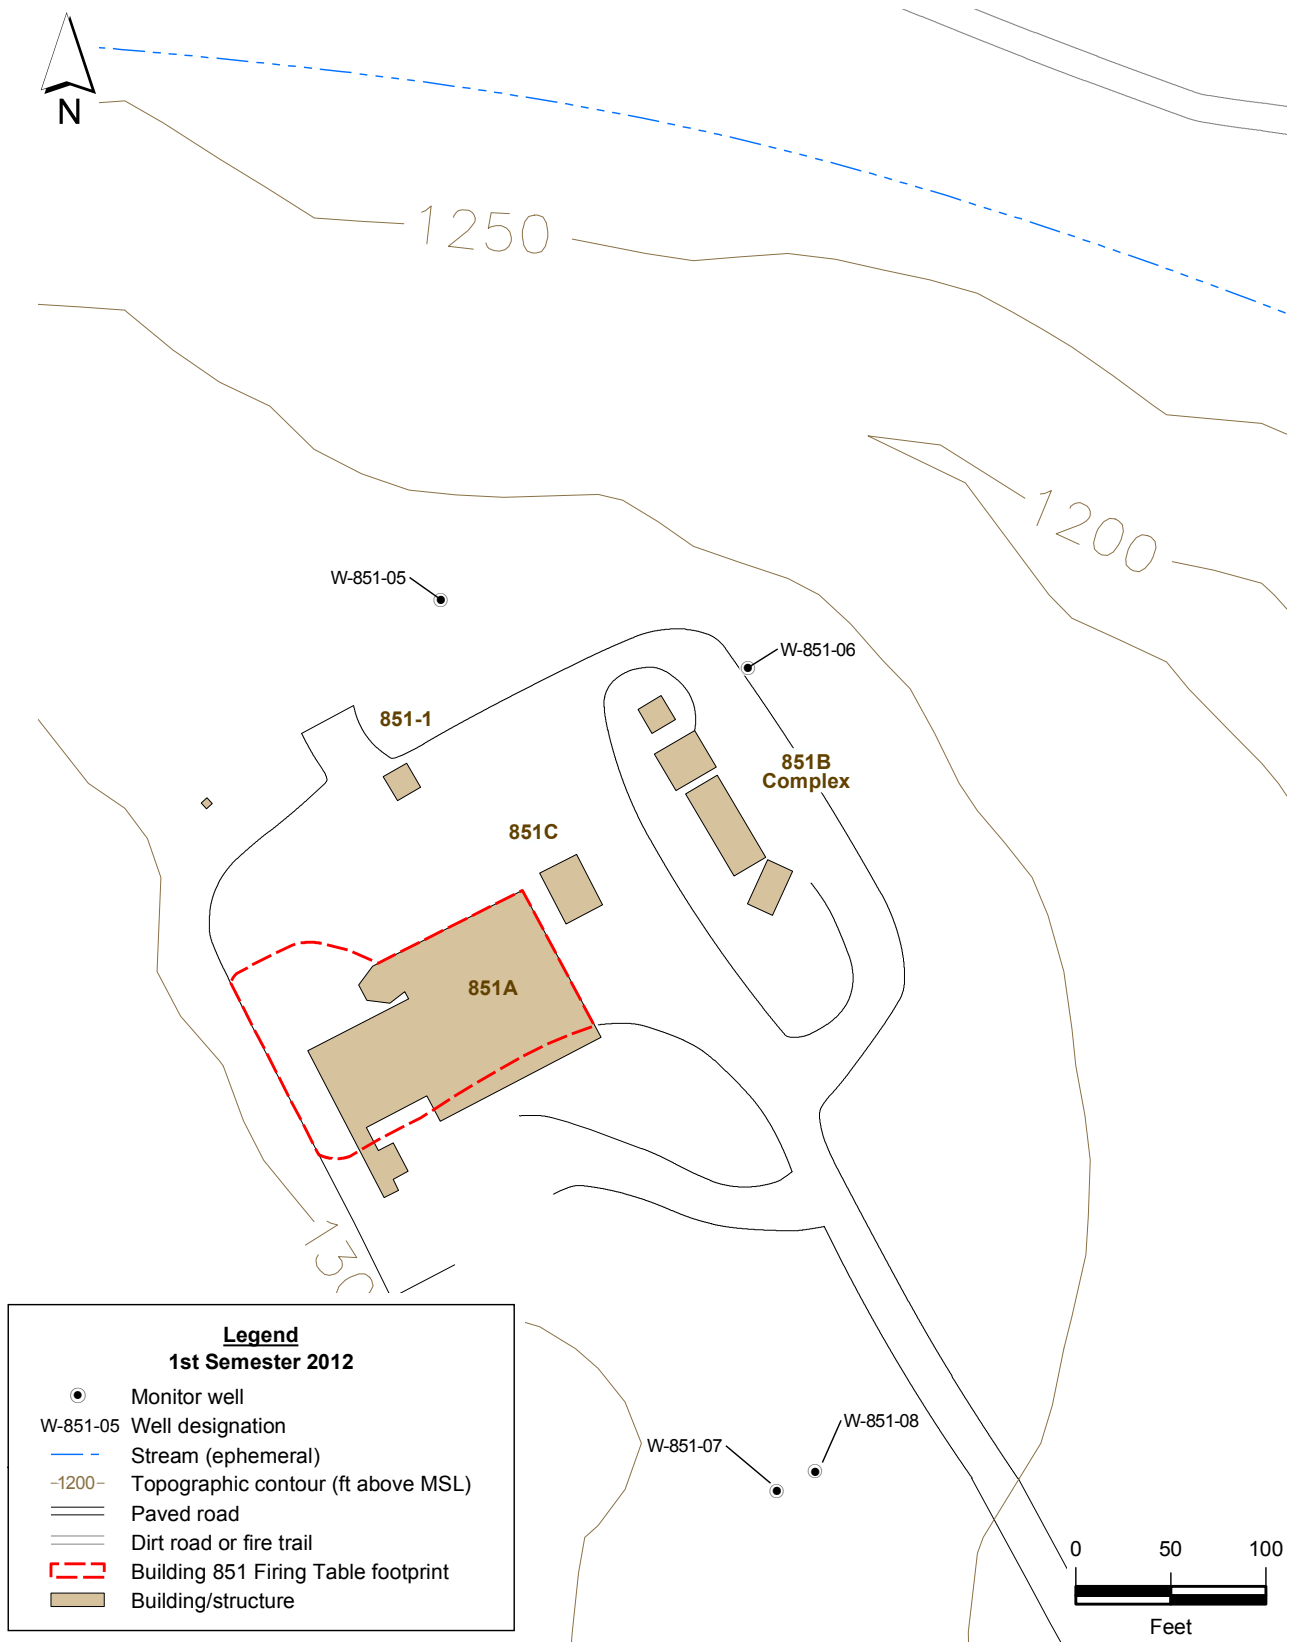 N
1250
1200
W-851-05
W-851-06
851-1
851B
Complex
851C
851A
130
Legend
1st Semester 2012
Monitor well
W-851-05 Well designation
Stream (ephemeral)
-1200- Topographic contour (ft above MSL)
Paved road
Dirt road or fire trail
Building 851 Firing Table footprint
Building/structure
W-851-08
W-851-07
0 50 100
Feet